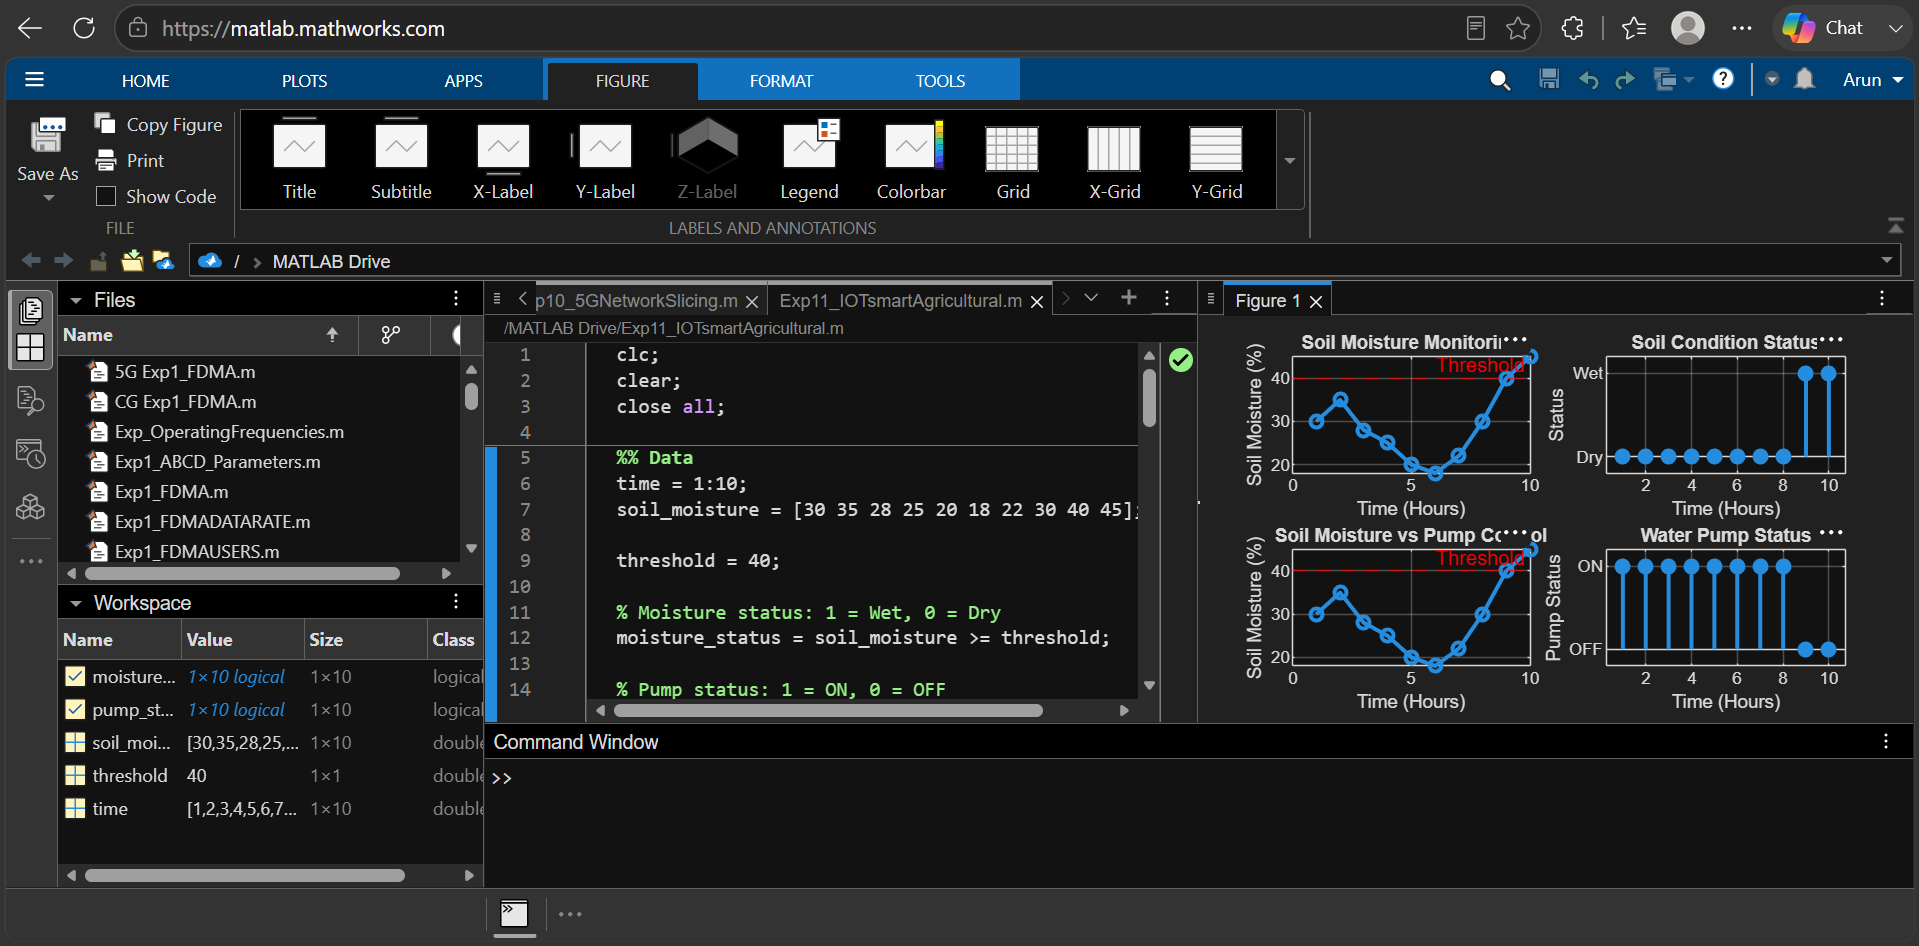 https://matlab.mathworks.com
Chat
HOME
PLOTS
APPS
FIGURE
FORMAT
TOOLS
Arun
Save As
Copy Figure
Print
Show Code
FILE
Title
Subtitle
X-Label
Y-Label
Z-Label
Legend
Colorbar
Grid
X-Grid
Y-Grid
LABELS AND ANNOTATIONS
/ > MATLAB Drive
Files
Name
5G Exp1_FDMA.m
CG Exp1_FDMA.m
Exp_OperatingFrequencies.m
Exp1_ABCD_Parameters.m
Exp1_FDMA.m
Exp1_FDMADATARATE.m
Exp1_FDMAUSERS.m
Workspace
Name Value Size Class
moisture... 1×10 logical 1×10 logical
pump_st... 1×10 logical 1×10 logical
soil_moi... [30,35,28,25,... 1×10 double
threshold 40 1×1 double
time [1,2,3,4,5,6,7... 1×10 double
p10_5GNetworkSlicing.m
Exp11_IOTsmartAgricultural.m
/MATLAB Drive/Exp11_IOTsmartAgricultural.m
1 clc;
2 clear;
3 close all;
4
5 %% Data
6 time = 1:10;
7 soil_moisture = [30 35 28 25 20 18 22 30 40 45];
8
9 threshold = 40;
10
11 % Moisture status: 1 = Wet, 0 = Dry
12 moisture_status = soil_moisture >= threshold;
13
14 % Pump status: 1 = ON, 0 = OFF
Figure 1
Soil Moisture Monitori...
Threshold
Soil Moisture (%)
40
30
20
0 5 10
Time (Hours)
Soil Condition Status...
Status
Wet
Dry
2 4 6 8 10
Time (Hours)
Soil Moisture vs Pump Co...ol
Threshold
Soil Moisture (%)
40
30
20
0 5 10
Time (Hours)
Water Pump Status ...
Pump Status
ON
OFF
2 4 6 8 10
Time (Hours)
Command Window
>>